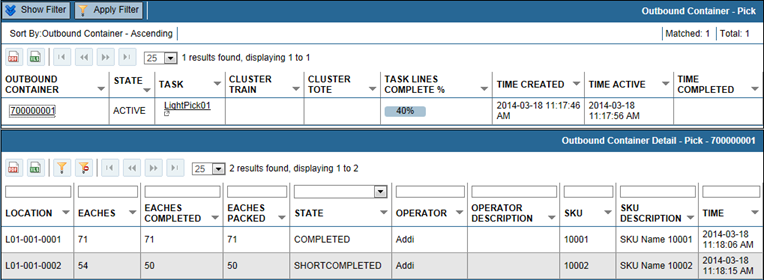 Show Filter Apply Filter Outbound Container - Pick
Sort By:Outbound Container - Ascending Matched: 1 Total: 1
25 1 results found, displaying 1 to 1
OUTBOUND CONTAINER STATE TASK CLUSTER TRAIN CLUSTER TOTE TASK LINES COMPLETE % TIME CREATED TIME ACTIVE TIME COMPLETED
700000001 ACTIVE LightPick01 40% 2014-03-18 11:17:46 AM 2014-03-18 11:17:56 AM
Outbound Container Detail - Pick - 700000001
25 2 results found, displaying 1 to 2
LOCATION EACHES EACHES COMPLETED EACHES PACKED STATE OPERATOR OPERATOR DESCRIPTION SKU SKU DESCRIPTION TIME
L01-001-0001 71 71 71 COMPLETED Addi 10001 SKU Name 10001 2014-03-18 11:18:06 AM
L01-001-0002 54 50 50 SHORTCOMPLETED Addi 10002 SKU Name 10002 2014-03-18 11:18:15 AM